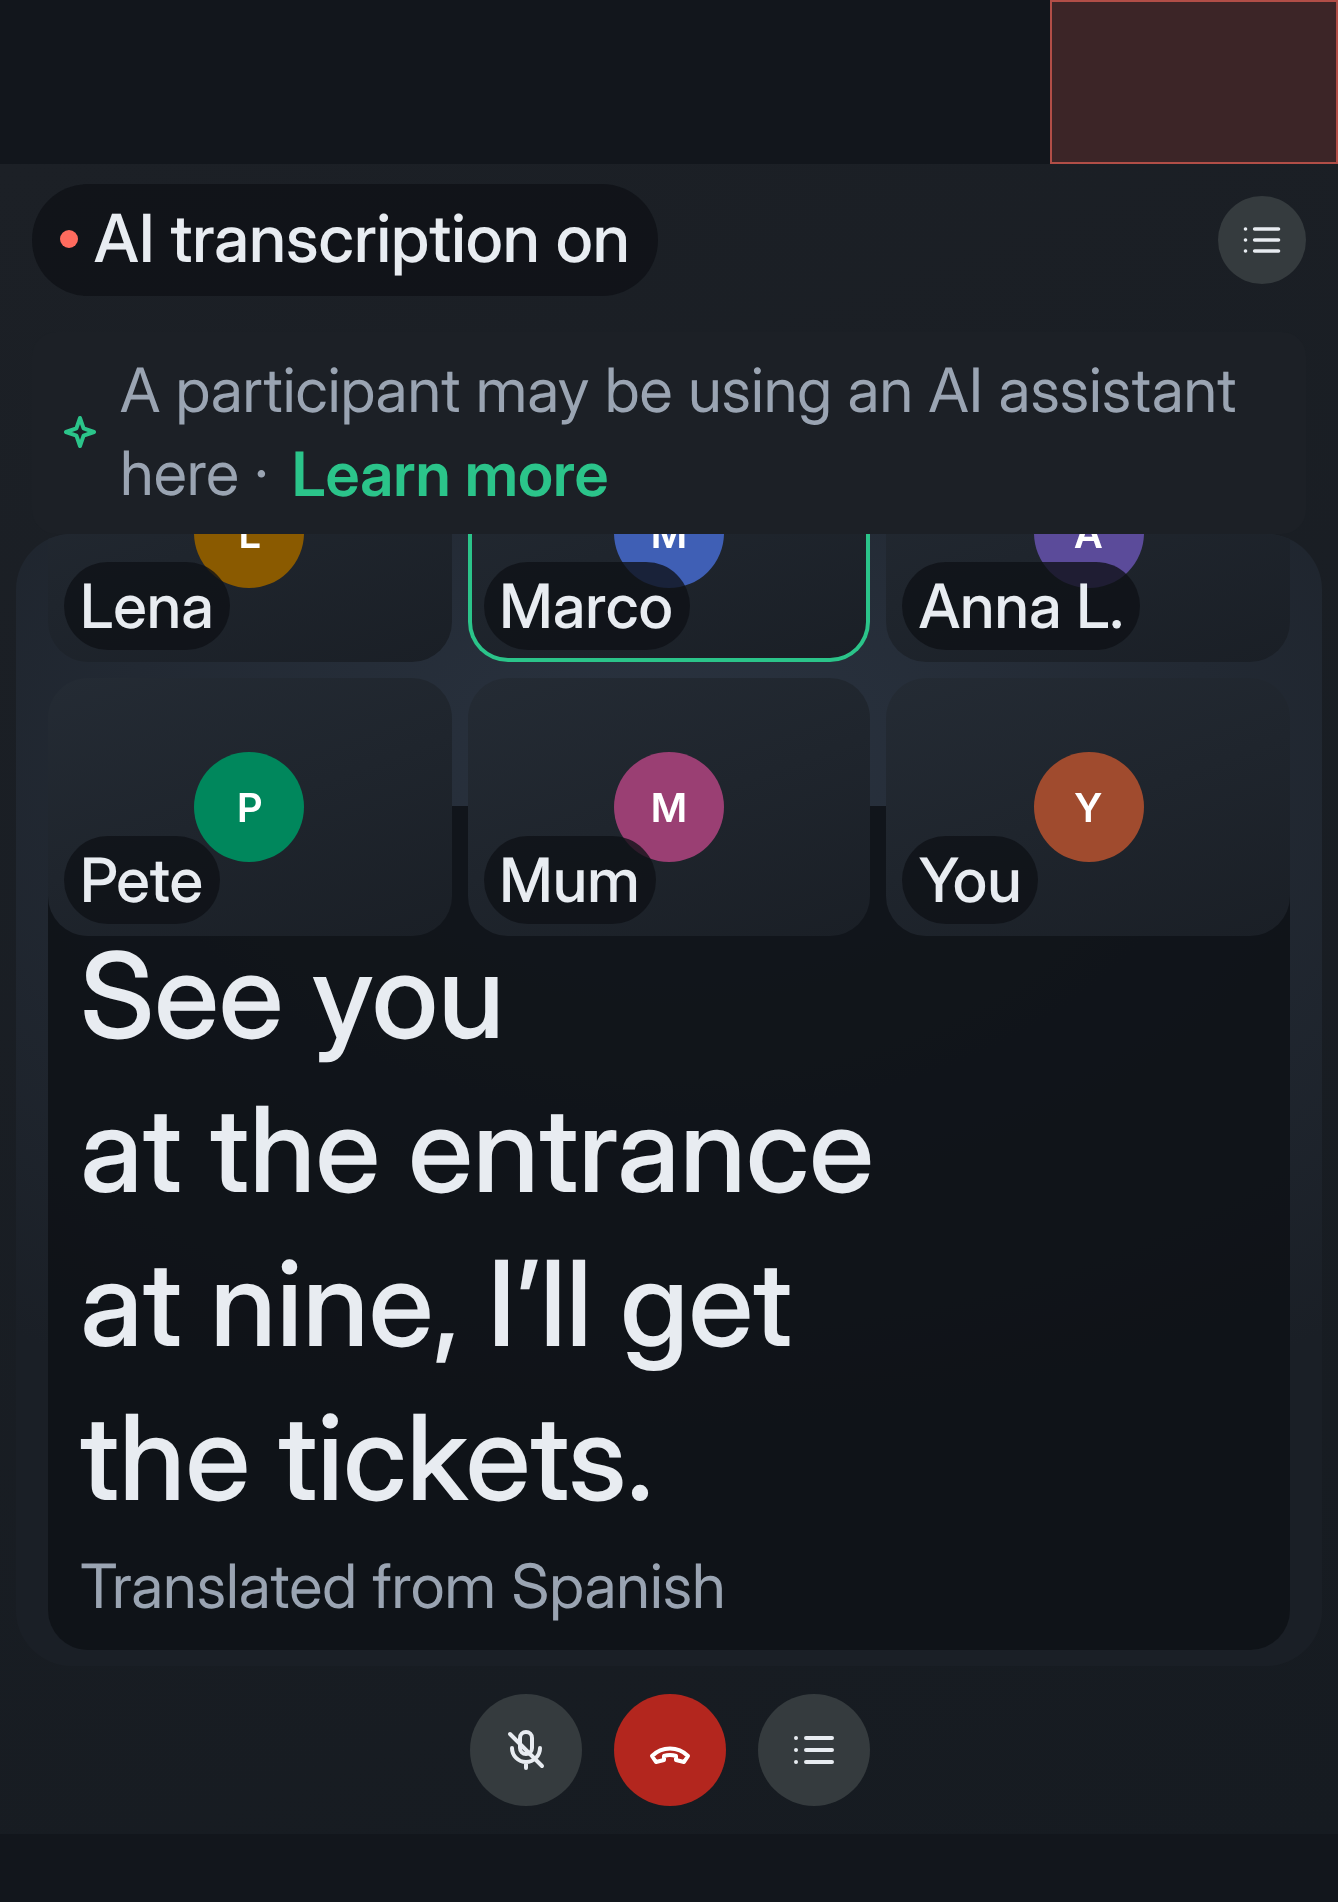 AI transcription on
A participant may be using an AI assistant
here · Learn more
L
M
A
Lena
Marco
Anna L.
P
M
Y
Pete
Mum
You
See you
at the entrance
at nine, I’ll get
the tickets.
Translated from Spanish